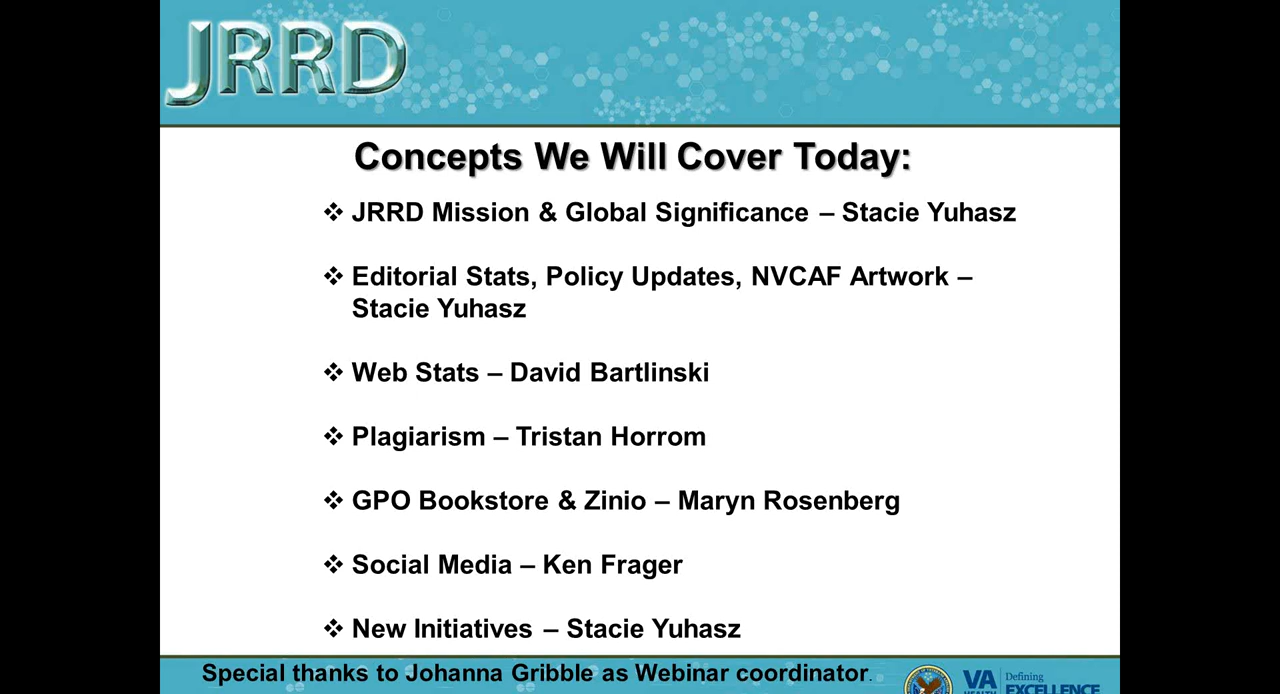 JRRD
Concepts We Will Cover Today:
❖ JRRD Mission & Global Significance – Stacie Yuhasz
❖ Editorial Stats, Policy Updates, NVCAF Artwork –
Stacie Yuhasz
❖ Web Stats – David Bartlinski
❖ Plagiarism – Tristan Horrom
❖ GPO Bookstore & Zinio – Maryn Rosenberg
❖ Social Media – Ken Frager
❖ New Initiatives – Stacie Yuhasz
Special thanks to Johanna Gribble as Webinar coordinator.
VA
HEALTH
Defining
EXCELLENCE